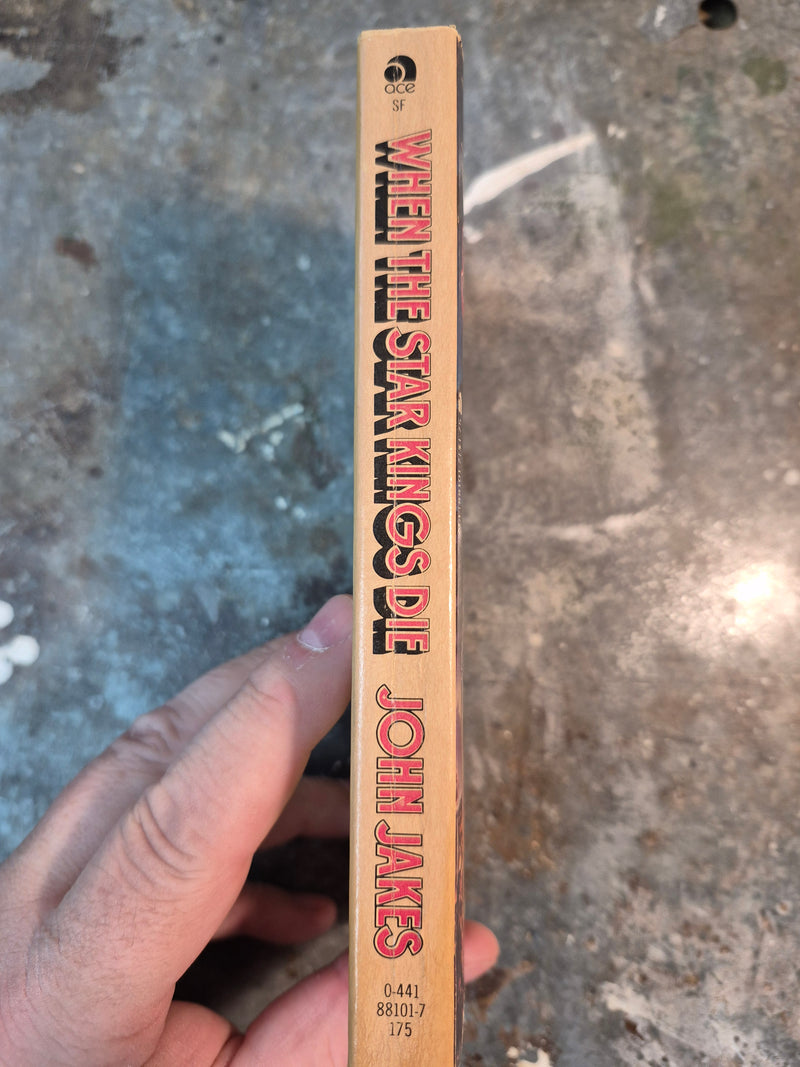 ace
SF
WHEN THE STAR KINGS DIE
JOHN JAKES
0-441
88101-7
175